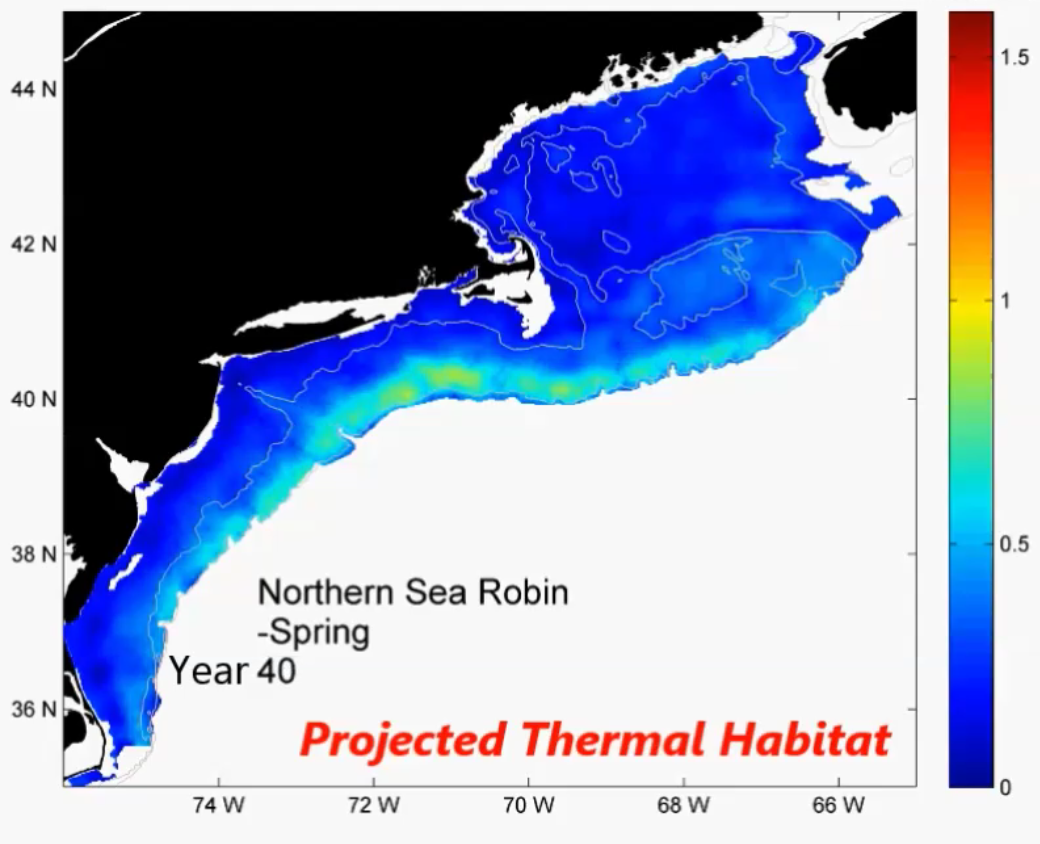 44 N
42 N
40 N
38 N
36 N
74 W
72 W
70 W
68 W
66 W
1.5
1
0.5
0
Northern Sea Robin
-Spring
Year 40
Projected Thermal Habitat